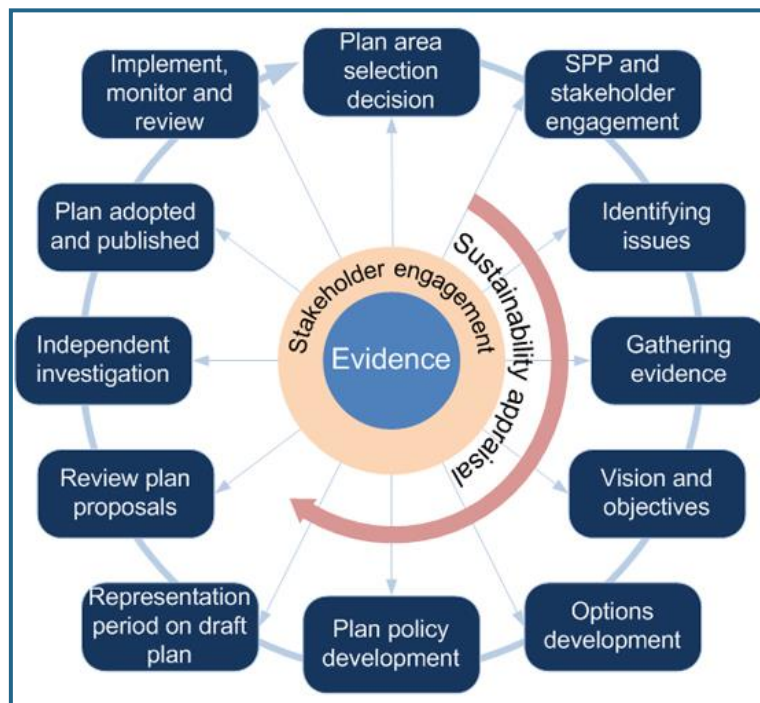 Plan area
selection
decision
SPP and
stakeholder
engagement
Identifying
issues
Gathering
evidence
Vision and
objectives
Options
development
Plan policy
development
Representation
period on draft
plan
Review plan
proposals
Independent
investigation
Plan adopted
and published
Implement,
monitor and
review
Stakeholder engagement
Evidence
Sustainability appraisal